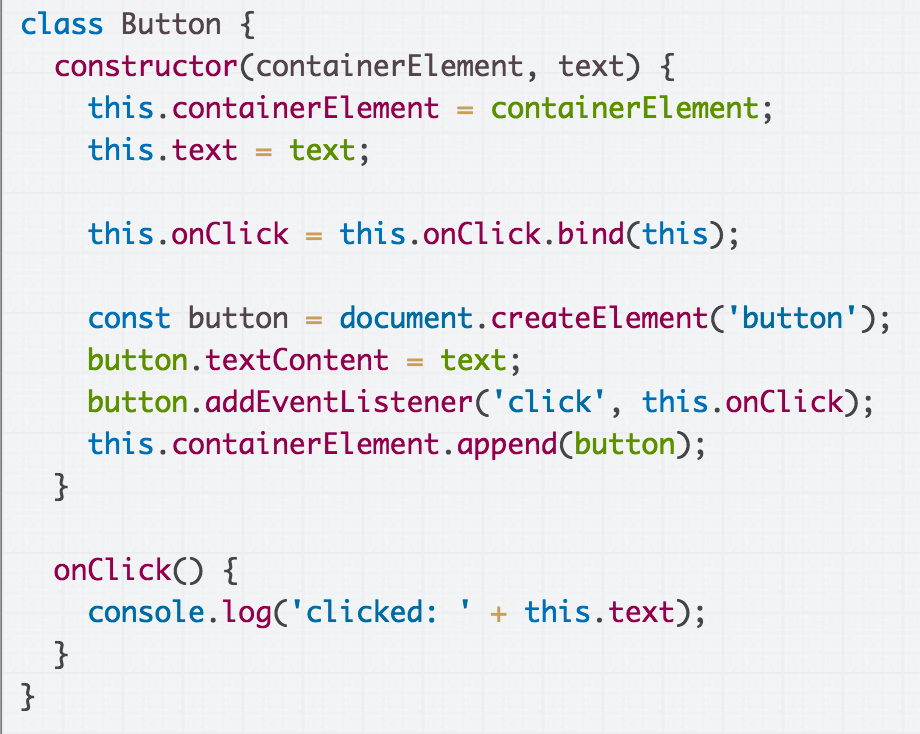 class Button {
  constructor(containerElement, text) {
    this.containerElement = containerElement;
    this.text = text;

    this.onClick = this.onClick.bind(this);

    const button = document.createElement('button');
    button.textContent = text;
    button.addEventListener('click', this.onClick);
    this.containerElement.append(button);
  }

  onClick() {
    console.log('clicked: ' + this.text);
  }
}